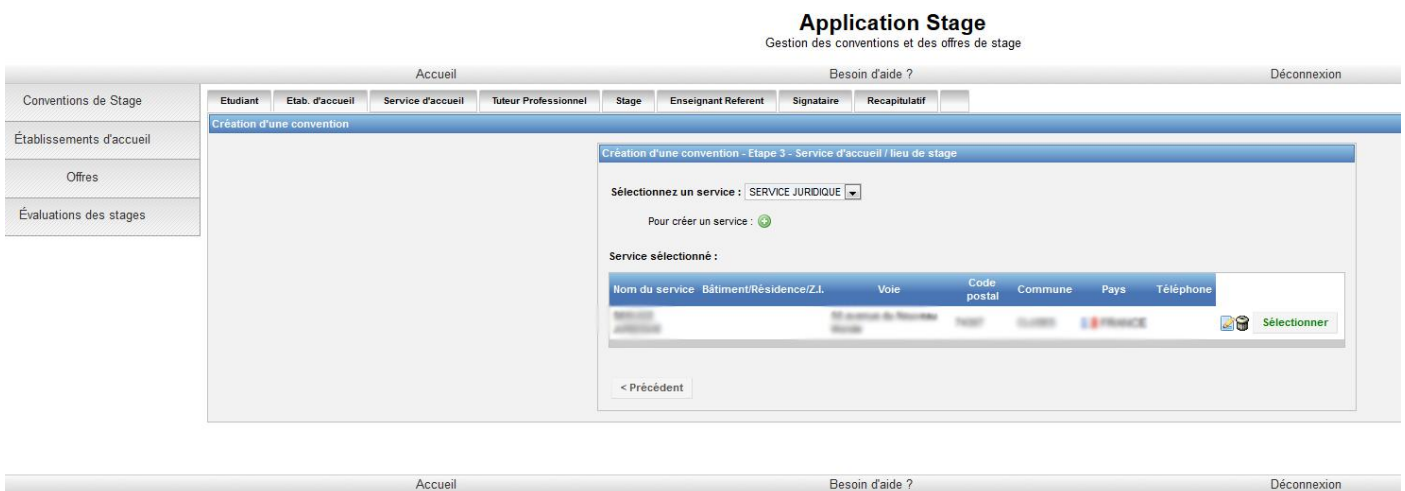 Application Stage
Gestion des conventions et des offres de stage
Accueil Besoin d'aide ? Déconnexion
Conventions de Stage
Établissements d'accueil
Offres
Évaluations des stages
Etudiant Etab. d'accueil Service d'accueil Tuteur Professionnel Stage Enseignant Referent Signataire Recapitulatif
Création d'une convention
Création d'une convention - Etape 3 - Service d'accueil / lieu de stage
Sélectionnez un service : SERVICE JURIDIQUE
Pour créer un service :
Service sélectionné :
Nom du service Bâtiment/Résidence/Z.I. Voie Code postal Commune Pays Téléphone
FRANCE Sélectionner
< Précédent
Accueil Besoin d'aide ? Déconnexion